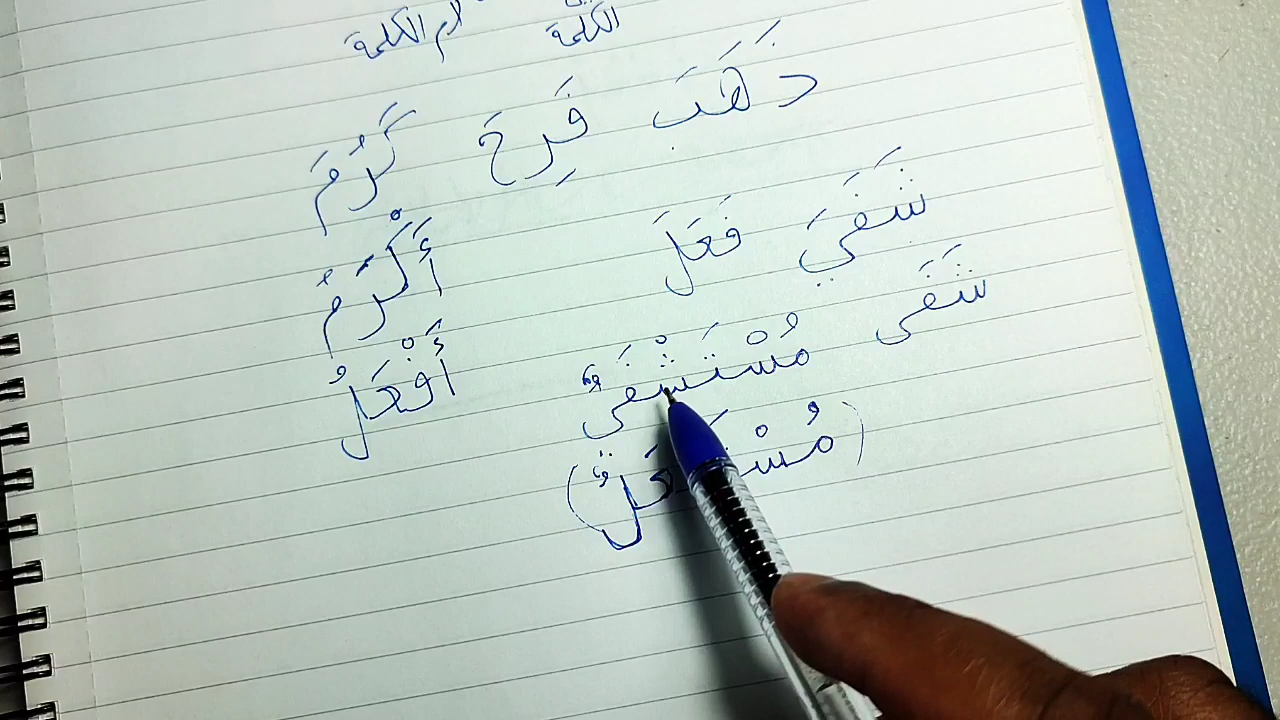 الكلمة لام الكلمة
ذَهَبَ فَرِحَ كَرُمَ
شَفَيَ فَعَلَ أَكْرَمُ
شَفَى
مُسْتَشْفَىٌ أَفْعَلُ